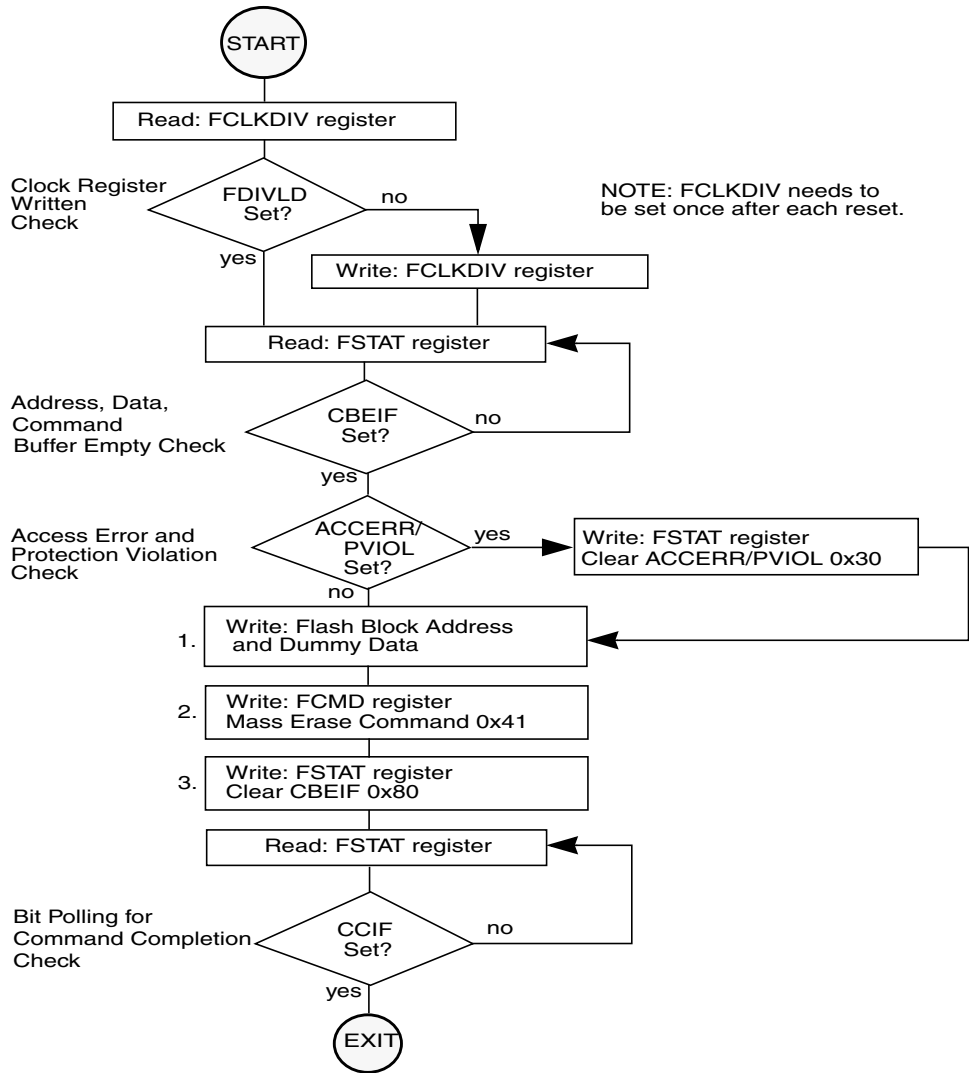 START
Read: FCLKDIV register
Clock Register
Written
Check
FDIVLD
Set?
no
yes
NOTE: FCLKDIV needs to
be set once after each reset.
Write: FCLKDIV register
Read: FSTAT register
Address, Data,
Command
Buffer Empty Check
CBEIF
Set?
no
yes
Access Error and
Protection Violation
Check
ACCERR/
PVIOL
Set?
yes
no
Write: FSTAT register
Clear ACCERR/PVIOL 0x30
1.
Write: Flash Block Address
and Dummy Data
2.
Write: FCMD register
Mass Erase Command 0x41
3.
Write: FSTAT register
Clear CBEIF 0x80
Read: FSTAT register
Bit Polling for
Command Completion
Check
CCIF
Set?
no
yes
EXIT